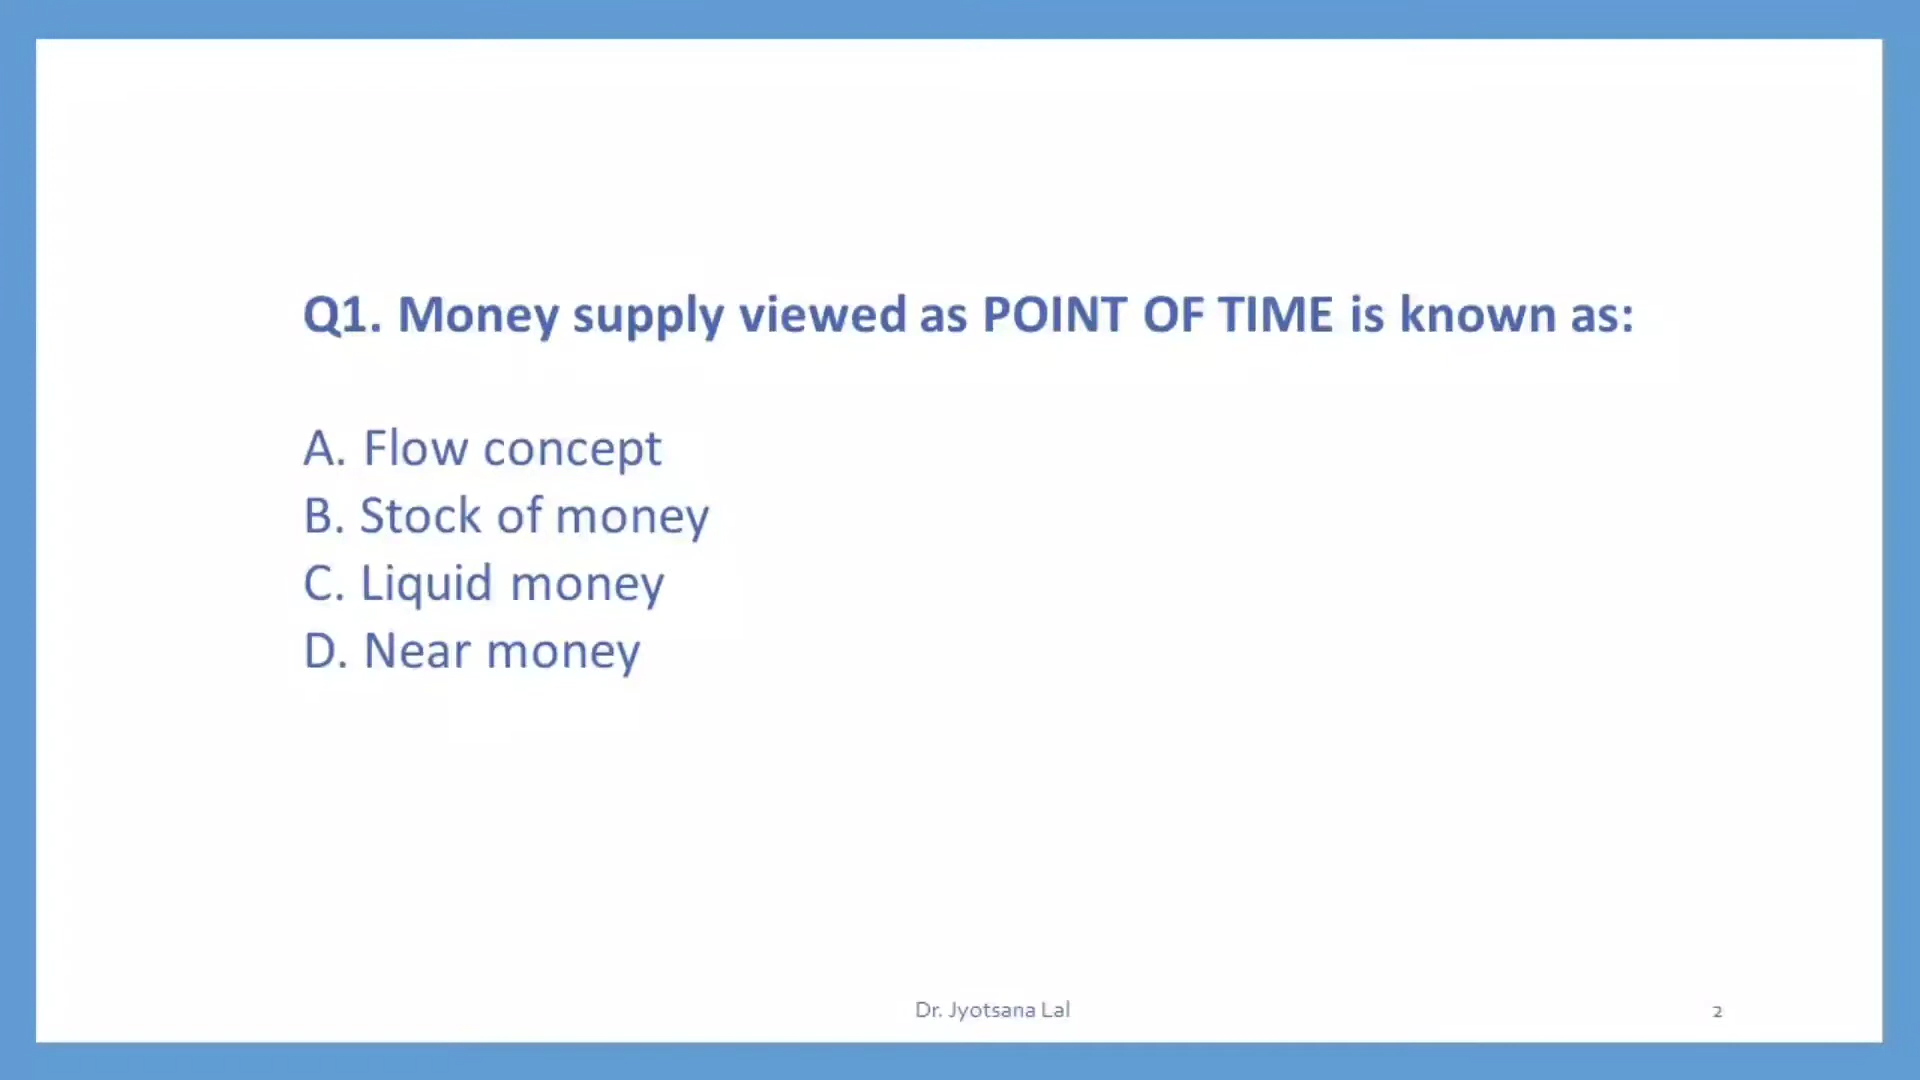 Q1. Money supply viewed as POINT OF TIME is known as:
A. Flow concept
B. Stock of money
C. Liquid money
D. Near money
Dr. Jyotsana Lal
2